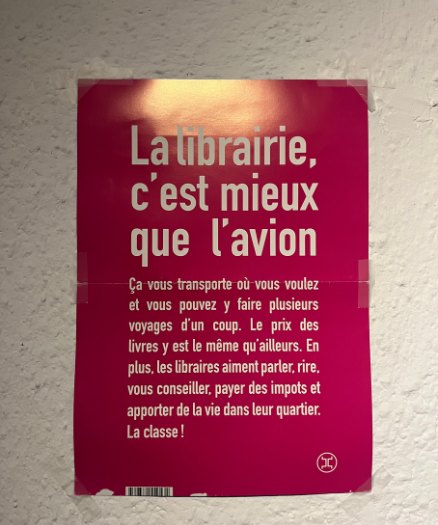 La librairie,
c'est mieux
que l'avion
Ça vous transporte où vous voulez
et vous pouvez y faire plusieurs
voyages d'un coup. Le prix des
livres y est le même qu'ailleurs. En
plus, les libraires aiment parler, rire,
vous conseiller, payer des impots et
apporter de la vie dans leur quartier.
La classe !